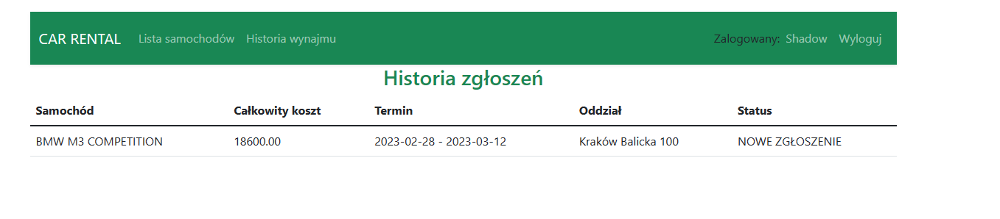 CAR RENTAL Lista samochodów Historia wynajmu Zalogowany: Shadow Wyloguj
Historia zgłoszeń
Samochód Całkowity koszt Termin Oddział Status
BMW M3 COMPETITION 18600.00 2023-02-28 - 2023-03-12 Kraków Balicka 100 NOWE ZGŁOSZENIE